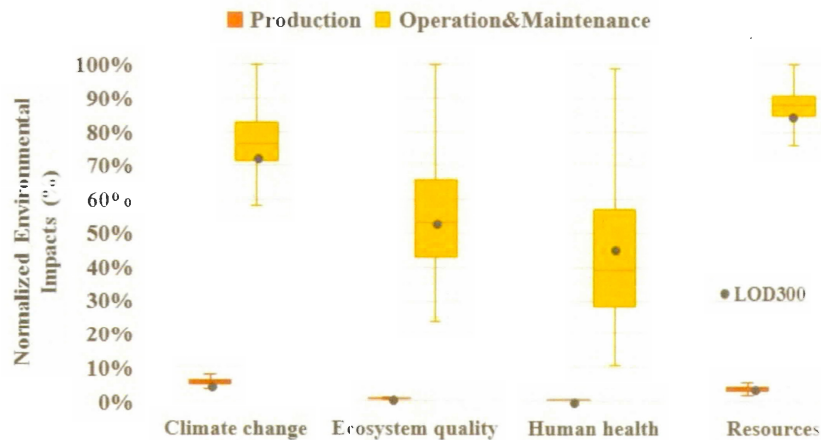 Production Operation&Maintenance
Normalized Environmental
Impacts (%)
100%
90%
80%
70%
60%
50%
40%
30%
20%
10%
0%
LOD300
Climate change Ecosystem quality Human health Resources